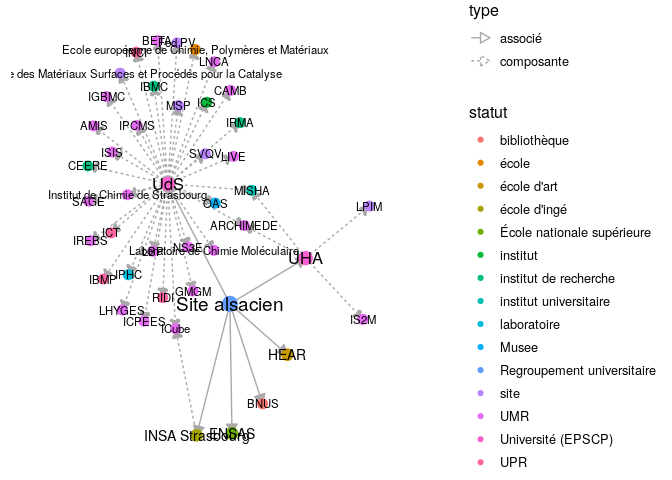 BETA
INCI
Ecole européenne de Chimie, Polymères et Matériaux
LNCA
e des Matériaux Surfaces et Procédés pour la Catalyse
IBMC
IGBMC
CAMB
MSP
ICS
AMIS
IPCMS
IRMA
ISIS
SVQV
LIVE
CEERE
UdS
MISHA
Institut de Chimie de Strasbourg
SAGE
OAS
LPIM
ARCHIMEDE
ICT
IREBS
NS3E
Laboratoire de Chimie Moléculaire
UHA
IBMP
IPHC
RIDI
GMGM
Site alsacien
LHYGES
ICPEES
ICube
IS2M
HEAR
BNUS
INSA Strasbourg
ENSAS
type
associé
composante
statut
bibliothèque
école
école d'art
école d'ingé
École nationale supérieure
institut
institut de recherche
institut universitaire
laboratoire
Musee
Regroupement universitaire
site
UMR
Université (EPSCP)
UPR